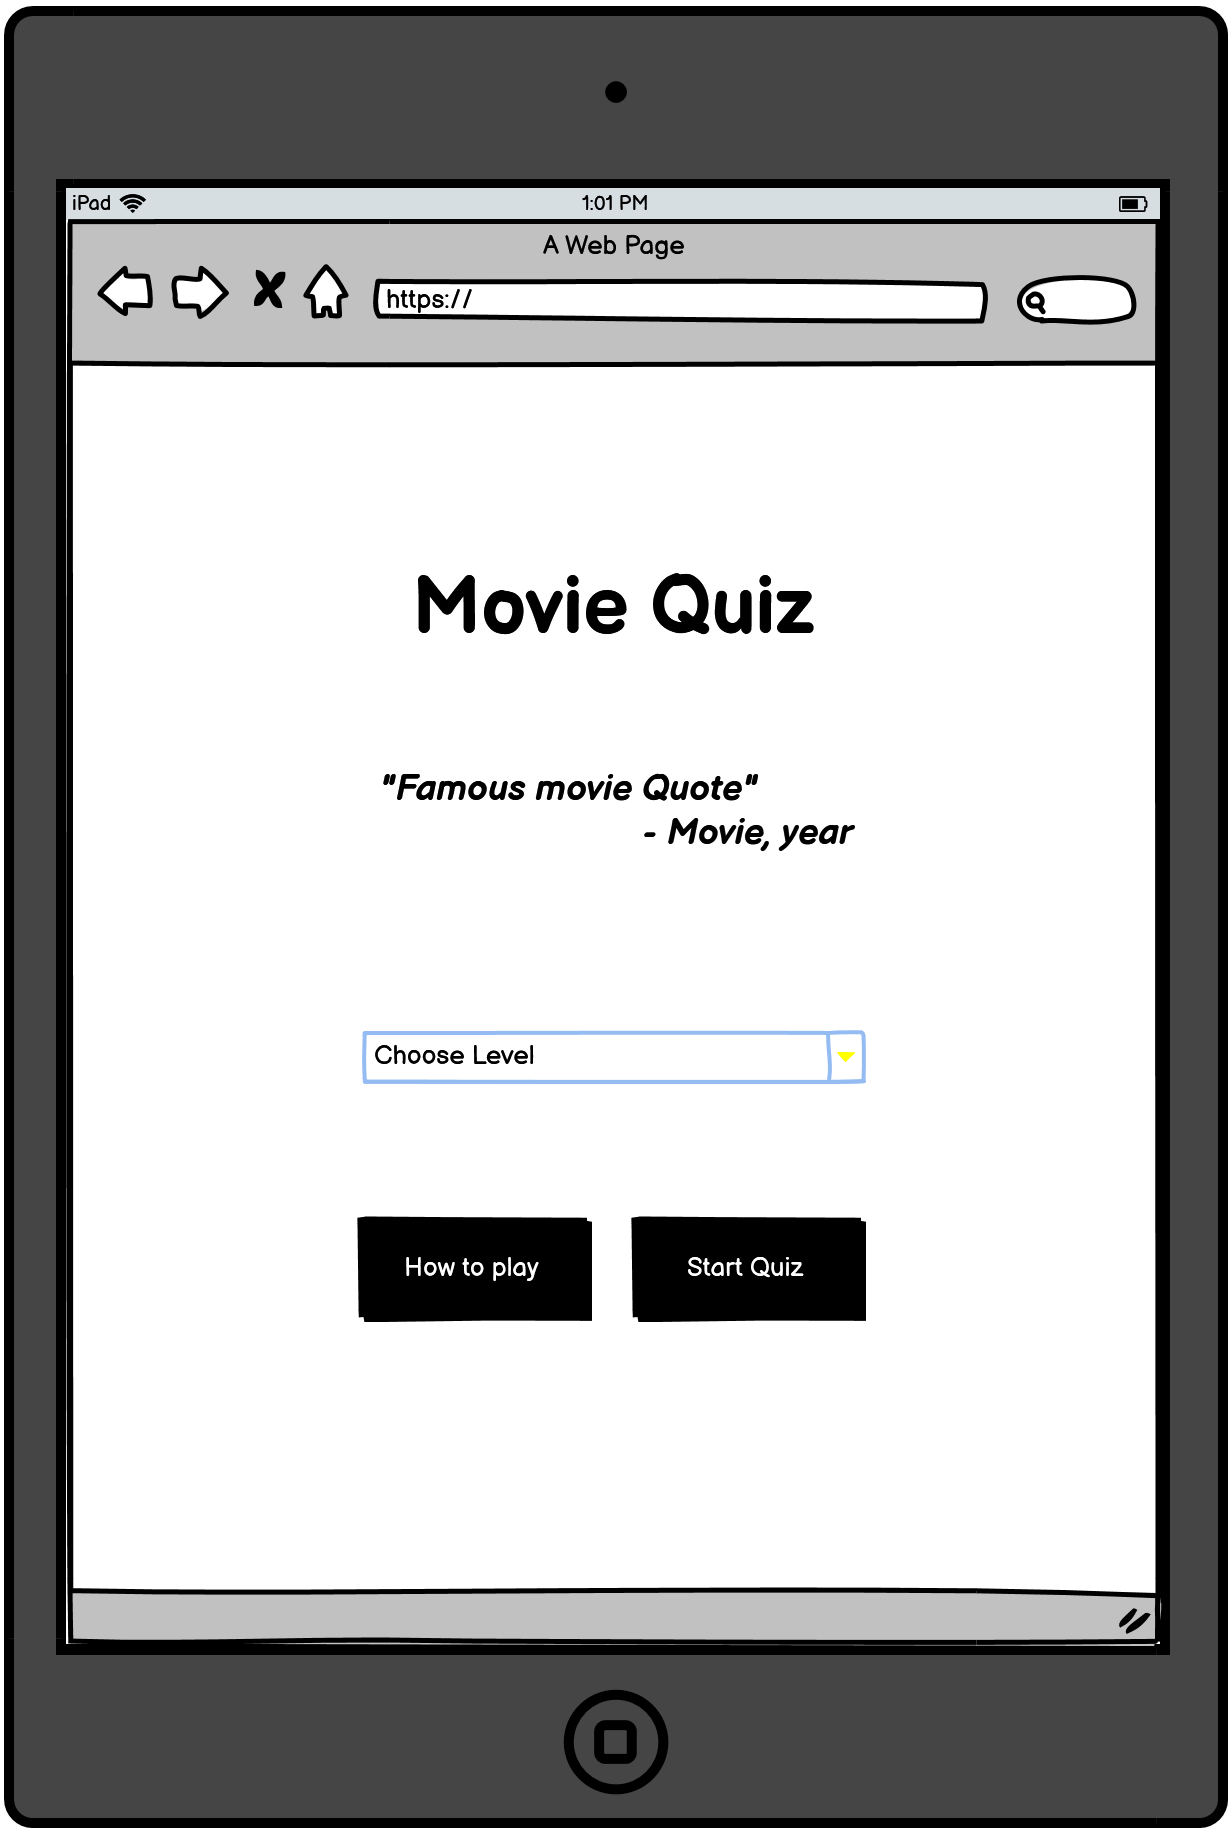 iPad
1:01 PM
A Web Page
https://
Movie Quiz
"Famous movie Quote"
- Movie, year
Choose Level
How to play
Start Quiz